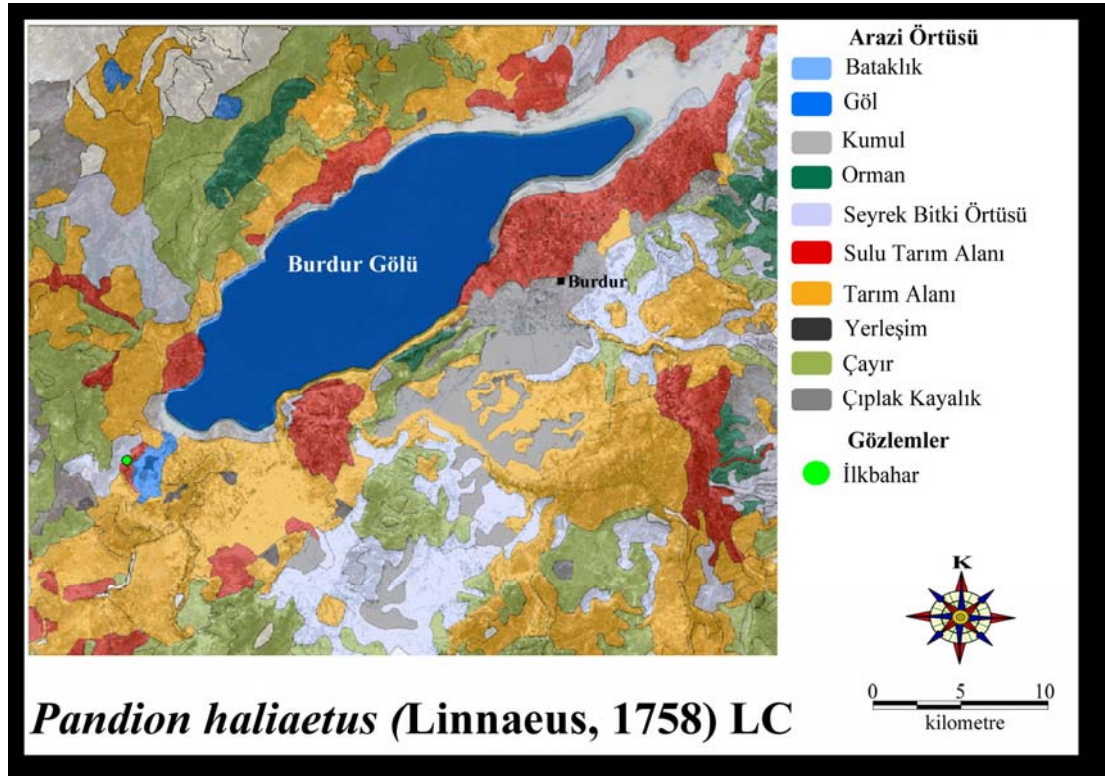 Arazi Örtüsü
Bataklık
Göl
Kumul
Orman
Seyrek Bitki Örtüsü
Sulu Tarım Alanı
Tarım Alanı
Yerleşim
Çayır
Çıplak Kayalık
Gözlemler
İlkbahar
Burdur Gölü
Burdur
K
0 5 10
kilometre
Pandion haliaetus (Linnaeus, 1758) LC